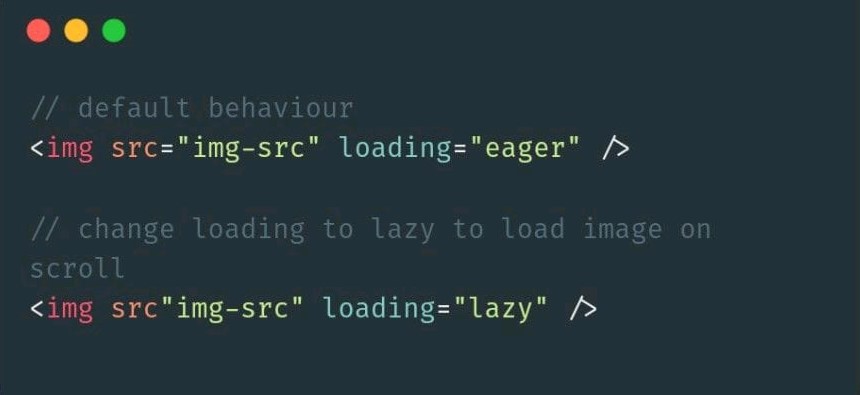 // default behaviour
<img src="img-src" loading="eager" />
// change loading to lazy to load image on
scroll
<img src"img-src" loading="lazy" />